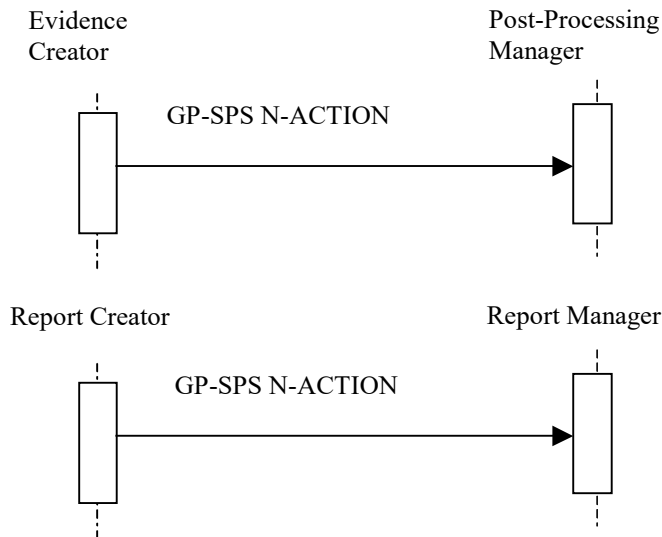 Evidence
Creator
Post-Processing
Manager
GP-SPS N-ACTION
Report Creator
Report Manager
GP-SPS N-ACTION